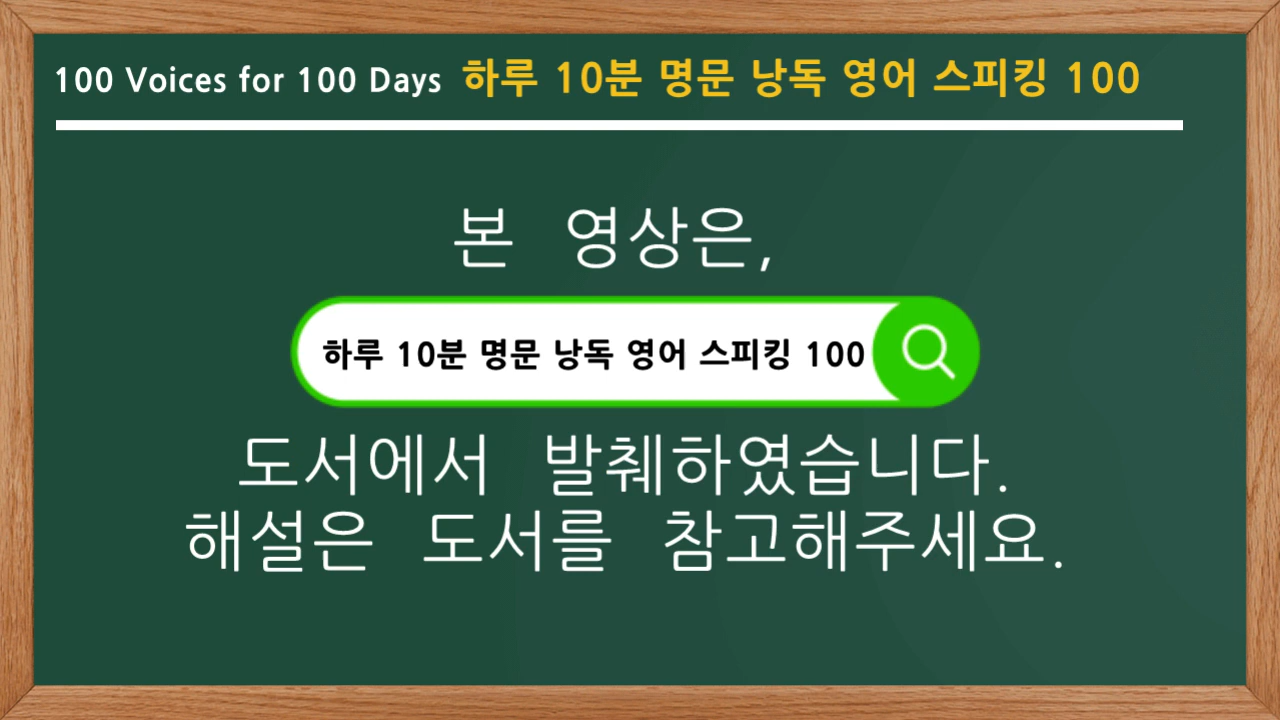 100 Voices for 100 Days 하루 10분 명문 낭독 영어 스피킹 100
본 영상은,
하루 10분 명문 낭독 영어 스피킹 100
도서에서 발췌하였습니다.
해설은 도서를 참고해주세요.